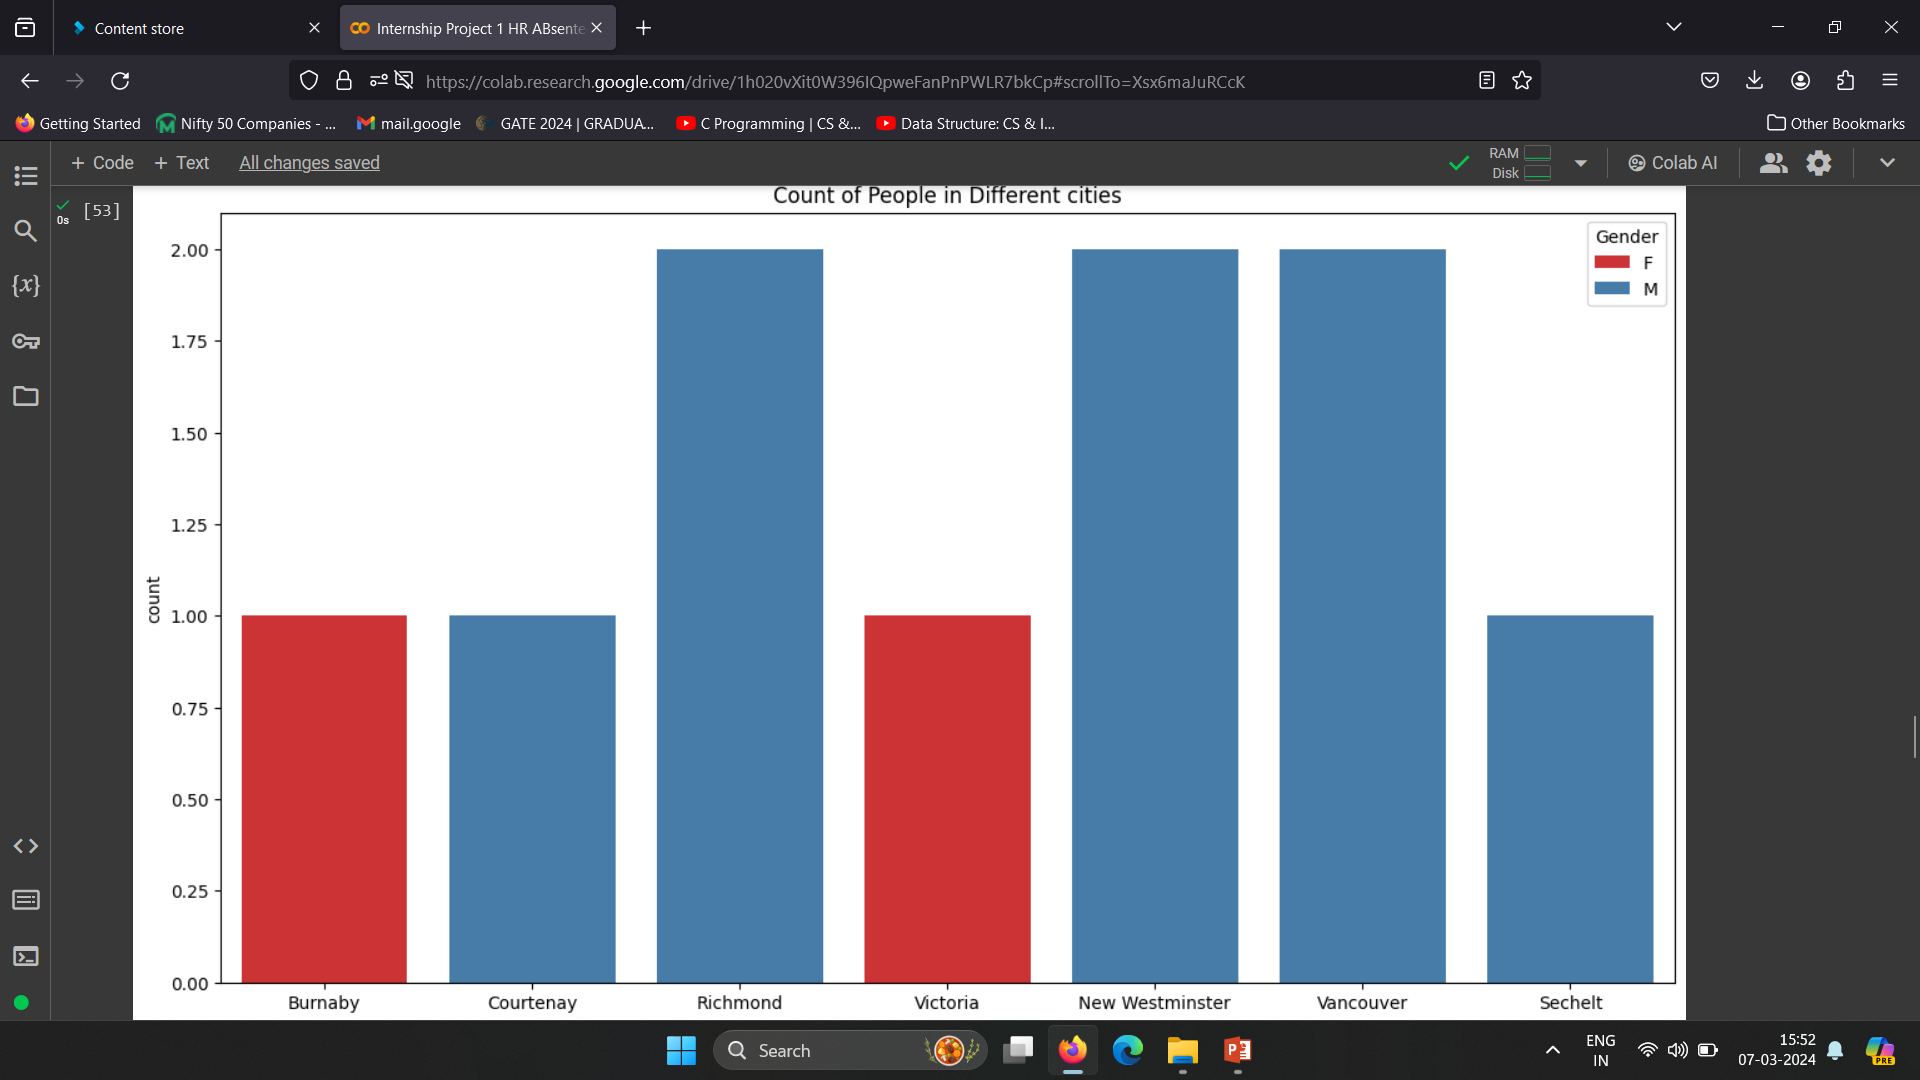 Content store
Internship Project 1 HR ABsente
https://colab.research.google.com/drive/1h020vXit0W396IQpweFanPnPWLR7bkCp#scrollTo=Xsx6maJuRCcK
Getting Started
Nifty 50 Companies - ...
mail.google
GATE 2024 | GRADUA...
C Programming | CS &...
Data Structure: CS & I...
Other Bookmarks
+ Code
+ Text
All changes saved
RAM
Disk
Colab AI
{x}
0s
[53]
Count of People in Different cities
Gender
F
M
2.00
1.75
1.50
1.25
1.00
0.75
0.50
0.25
0.00
count
Burnaby
Courtenay
Richmond
Victoria
New Westminster
Vancouver
Sechelt
Search
ENG
IN
15:52
07-03-2024
PRE